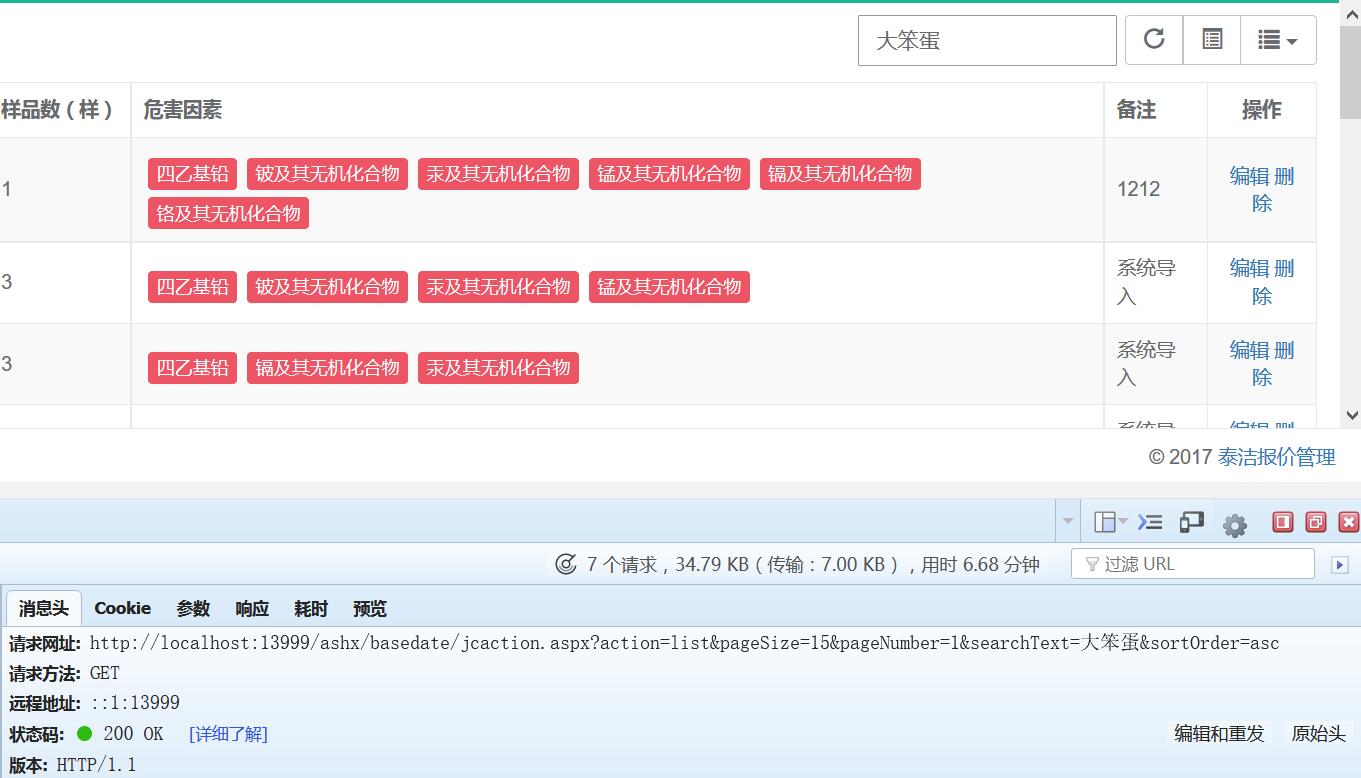 大笨蛋
样品数（样） 危害因素 备注 操作
1 四乙基铅 铍及其无机化合物 汞及其无机化合物 锰及其无机化合物 镉及其无机化合物 1212 编辑 删
铬及其无机化合物 除
3 四乙基铅 铍及其无机化合物 汞及其无机化合物 锰及其无机化合物 系统导 编辑 删
入 除
3 四乙基铅 镉及其无机化合物 汞及其无机化合物 系统导 编辑 删
入 除
系统导 编辑 删
© 2017 泰洁报价管理
7 个请求，34.79 KB（传输：7.00 KB），用时 6.68 分钟 过滤 URL
消息头 Cookie 参数 响应 耗时 预览
请求网址: http://localhost:13999/ashx/basedate/jcaction.aspx?action=list&pageSize=15&pageNumber=1&searchText=大笨蛋&sortOrder=asc
请求方法: GET
远程地址: ::1:13999
状态码: 200 OK [详细了解] 编辑和重发 原始头
版本: HTTP/1.1